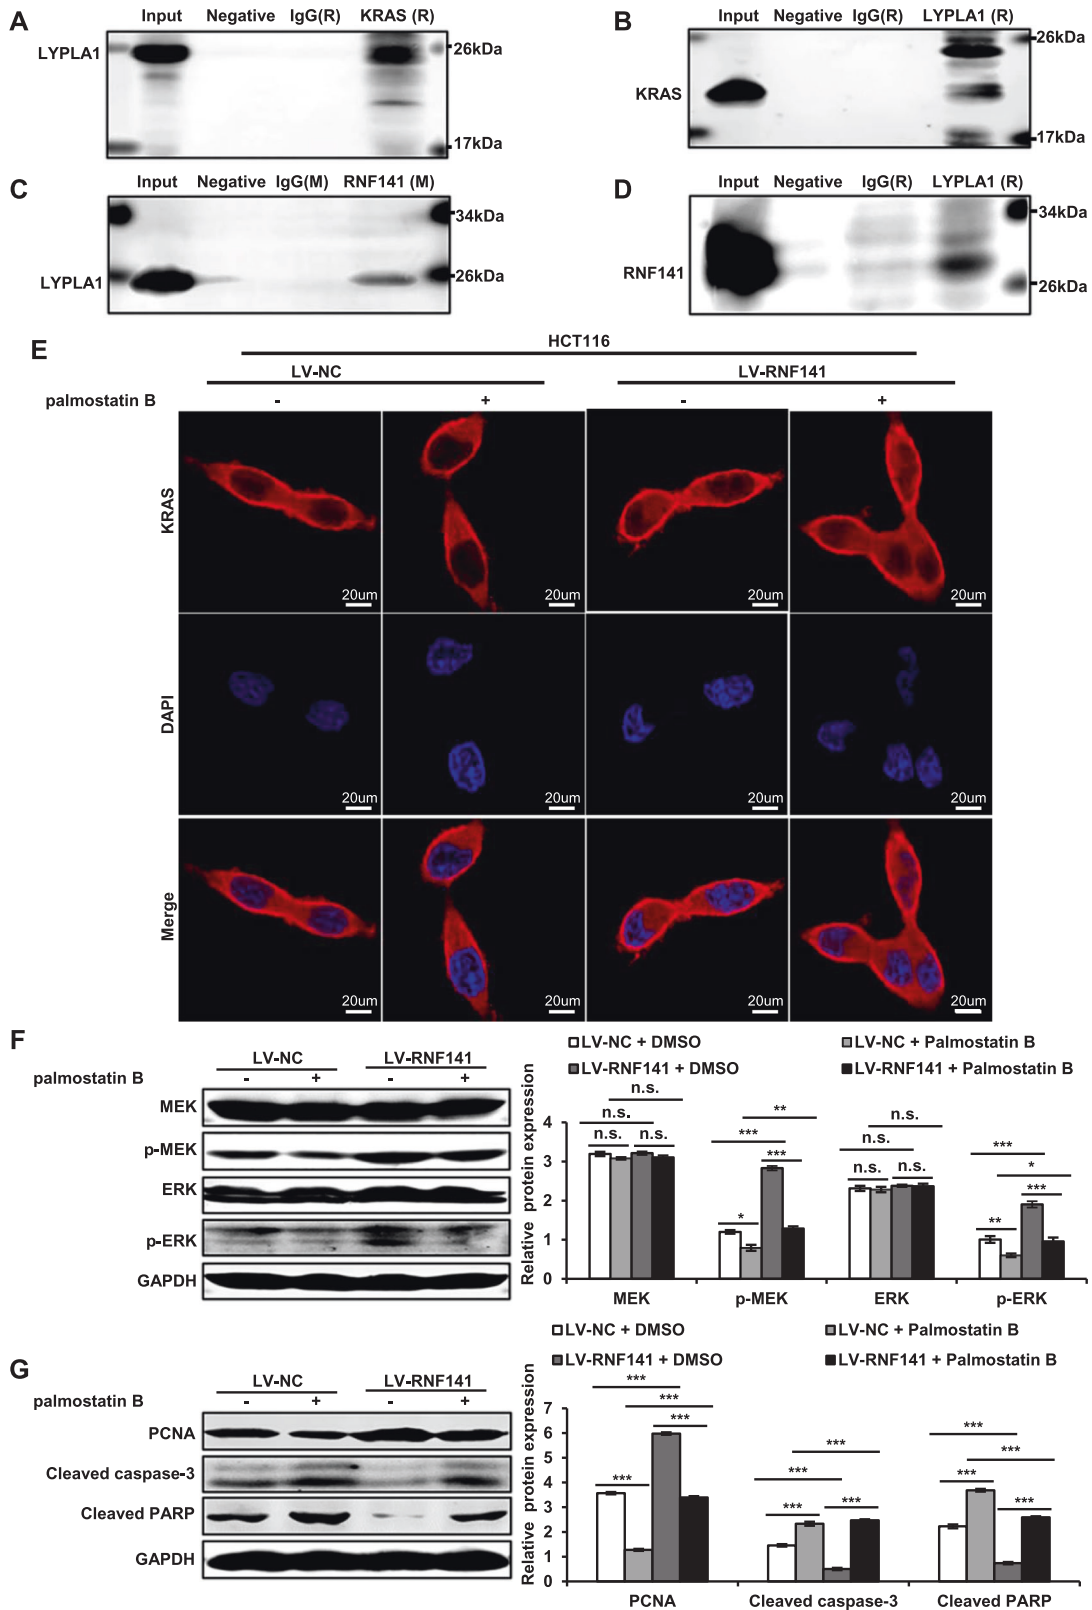 A
Input Negative IgG(R) KRAS (R)
LYPLA1
26kDa
17kDa
B
Input Negative IgG(R) LYPLA1 (R)
KRAS
26kDa
17kDa
C
Input Negative IgG(M) RNF141 (M)
LYPLA1
34kDa
26kDa
D
Input Negative IgG(R) LYPLA1 (R)
RNF141
34kDa
26kDa
E
HCT116
LV-NC LV-RNF141
palmostatin B - + - +
KRAS
20um 20um 20um 20um
DAPI
20um 20um 20um 20um
Merge
20um 20um 20um 20um
F
LV-NC LV-RNF141
palmostatin B - + - +
MEK
p-MEK
ERK
p-ERK
GAPDH
LV-NC + DMSO LV-NC + Palmostatin B
LV-RNF141 + DMSO LV-RNF141 + Palmostatin B
Relative protein expression
4
3
2
1
0
n.s.
n.s.
n.s. n.s.
**
***
***
*
n.s.
n.s.
n.s. n.s.
***
*
***
**
MEK p-MEK ERK p-ERK
G
LV-NC LV-RNF141
palmostatin B - + - +
PCNA
Cleaved caspase-3
Cleaved PARP
GAPDH
LV-NC + DMSO LV-NC + Palmostatin B
LV-RNF141 + DMSO LV-RNF141 + Palmostatin B
Relative protein expression
7
6
5
4
3
2
1
0
***
***
***
***
***
***
*** ***
***
***
***
***
PCNA Cleaved caspase-3 Cleaved PARP